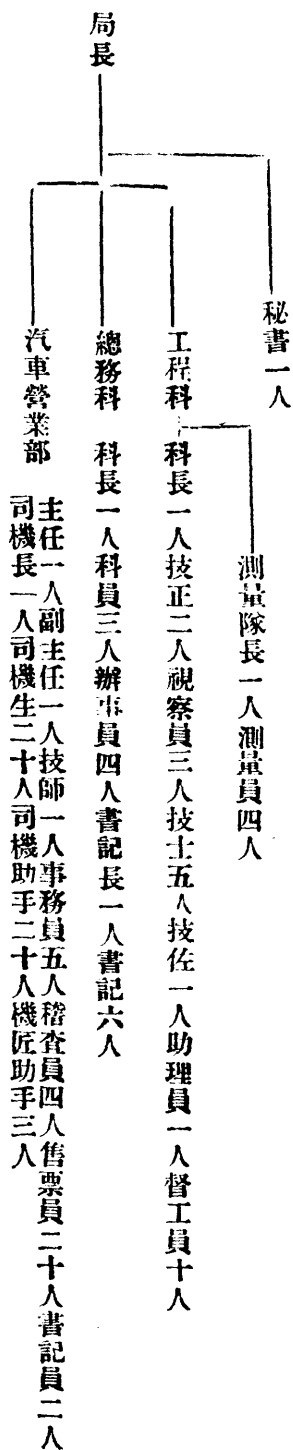 局長
秘書一人
測量隊長一人測量員四人
工程科 科長一人技正二人視察員三人技士五人技佐一人助理員一人督工員十人
總務科 科長一人科員三人辦事員四人書記長一人書記六人
汽車營業部
主任一人副主任一人技師一人事務員五人稽查員四人售票員二十人書記員二人
司機長一人司機生二十人司機助手二十人機匠助手三人